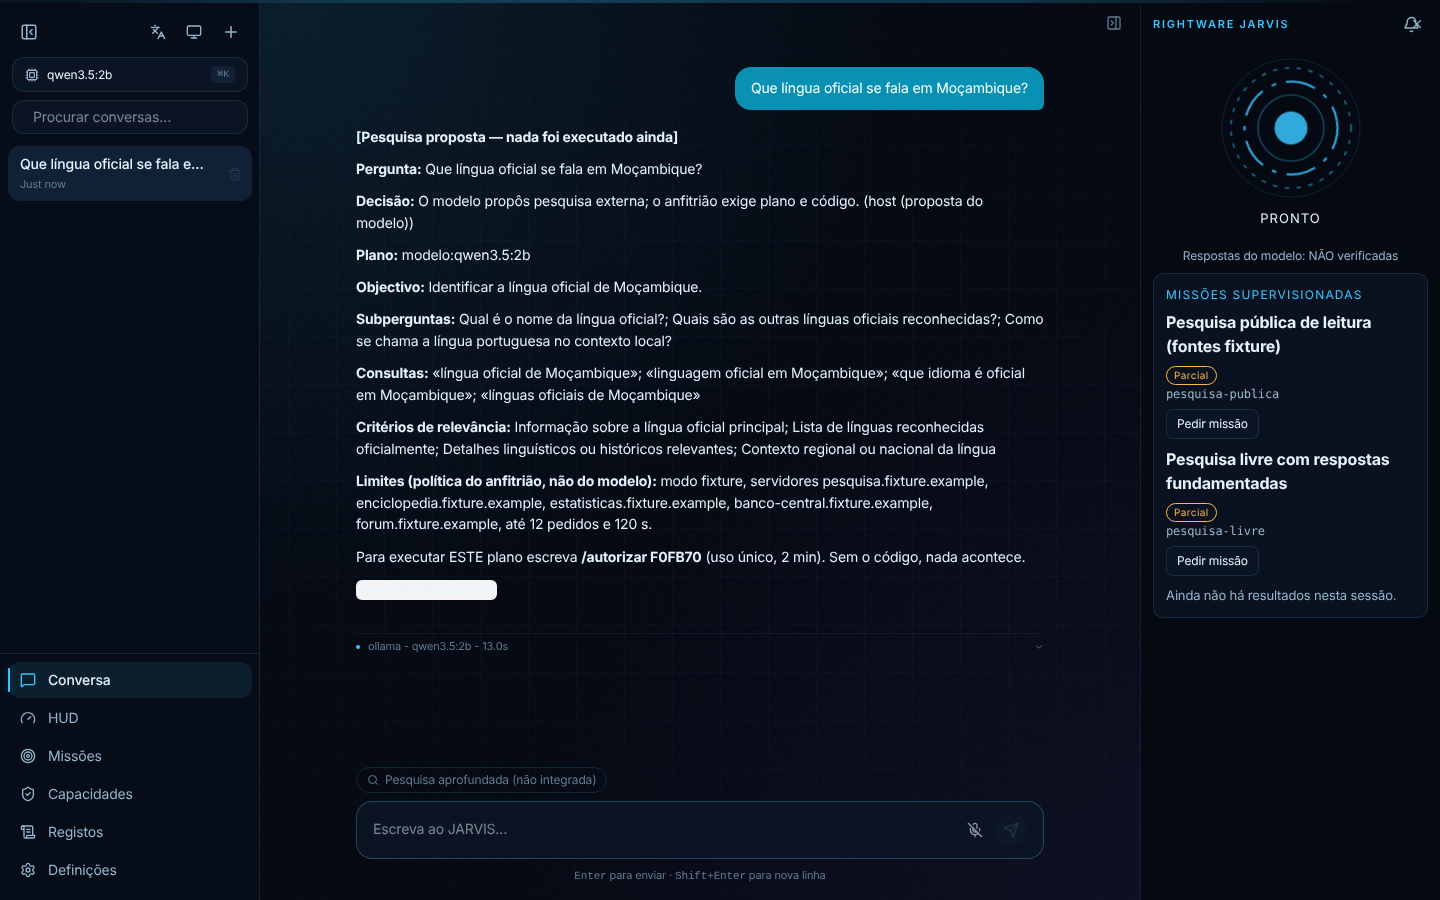 qwen3.5:2b
⌘K
Procurar conversas...
Que língua oficial se fala e...
Just now
Conversa
HUD
Missões
Capacidades
Registos
Definições
Que língua oficial se fala em Moçambique?
[Pesquisa proposta — nada foi executado ainda]
Pergunta: Que língua oficial se fala em Moçambique?
Decisão: O modelo propôs pesquisa externa; o anfitrião exige plano e código. (host (proposta do
modelo))
Plano: modelo:qwen3.5:2b
Objectivo: Identificar a língua oficial de Moçambique.
Subperguntas: Qual é o nome da língua oficial?; Quais são as outras línguas oficiais reconhecidas?; Como
se chama a língua portuguesa no contexto local?
Consultas: «língua oficial de Moçambique»; «linguagem oficial em Moçambique»; «que idioma é oficial
em Moçambique»; «línguas oficiais de Moçambique»
Critérios de relevância: Informação sobre a língua oficial principal; Lista de línguas reconhecidas
oficialmente; Detalhes linguísticos ou históricos relevantes; Contexto regional ou nacional da língua
Limites (política do anfitrião, não do modelo): modo fixture, servidores pesquisa.fixture.example,
enciclopedia.fixture.example, estatisticas.fixture.example, banco-central.fixture.example,
forum.fixture.example, até 12 pedidos e 120 s.
Para executar ESTE plano escreva /autorizar F0FB70 (uso único, 2 min). Sem o código, nada acontece.
ollama - qwen3.5:2b - 13.0s
Pesquisa aprofundada (não integrada)
Escreva ao JARVIS...
Enter para enviar · Shift+Enter para nova linha
RIGHTWARE JARVIS
PRONTO
Respostas do modelo: NÃO verificadas
MISSÕES SUPERVISIONADAS
Pesquisa pública de leitura
(fontes fixture)
Parcial
pesquisa-publica
Pedir missão
Pesquisa livre com respostas
fundamentadas
Parcial
pesquisa-livre
Pedir missão
Ainda não há resultados nesta sessão.